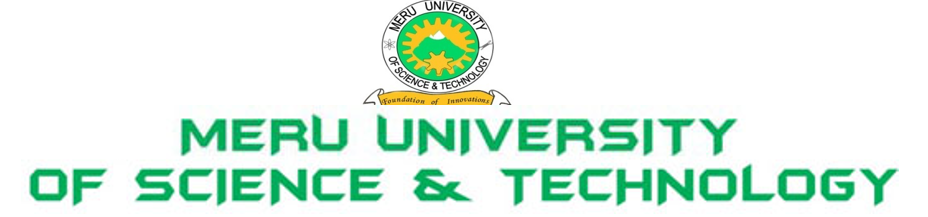 MERU UNIVERSITY
OF SCIENCE & TECHNOLOGY
Foundation of Innovations
MERU UNIVERSITY
OF SCIENCE & TECHNOLOGY